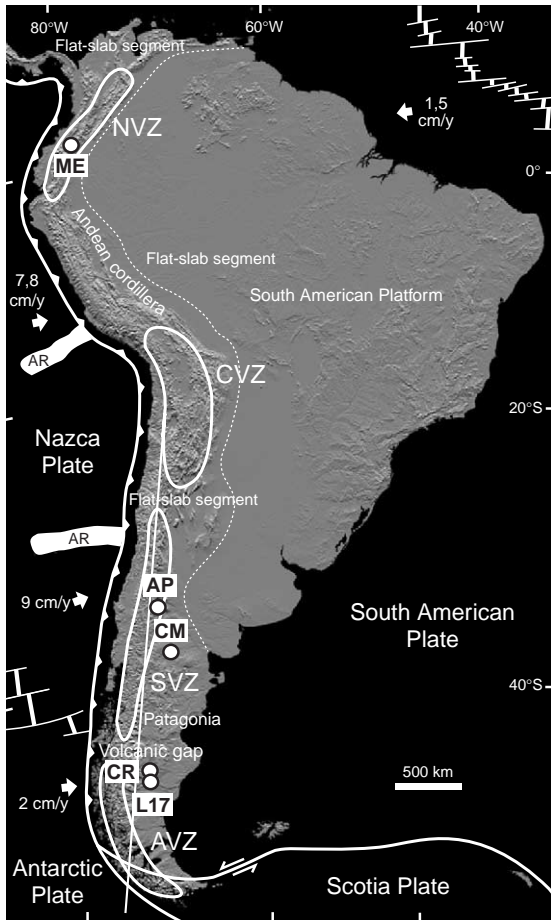 80°W
60°W
40°W
Flat-slab segment
1,5
cm/y
NVZ
ME
0°
Andean cordillera
Flat-slab segment
7,8
cm/y
South American Platform
AR
CVZ
20°S
Nazca
Plate
Flat-slab segment
AR
AP
9 cm/y
CM
South American
Plate
SVZ
40°S
Patagonia
Volcanic gap
CR
500 km
2 cm/y
L17
AVZ
Antarctic
Plate
Scotia Plate